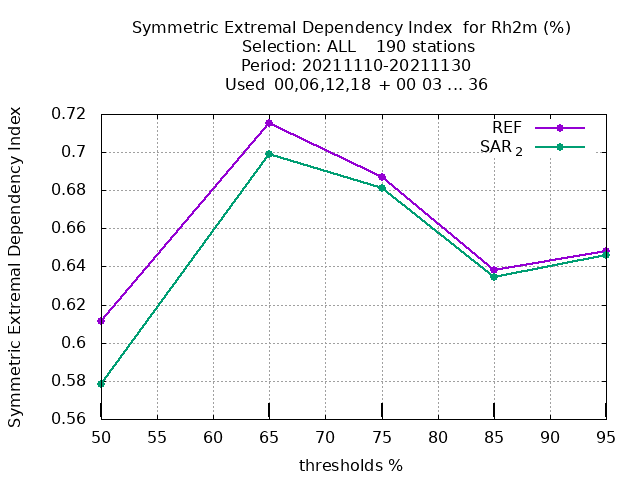 Symmetric Extremal Dependency Index  for Rh2m (%)
Selection: ALL    190 stations
Period: 20211110-20211130
Used  00,06,12,18  + 00 03 ... 36
Symmetric Extremal Dependency Index
0.72
0.7
0.68
0.66
0.64
0.62
0.6
0.58
0.56
REF
SAR 2
50 55 60 65 70 75 80 85 90 95
thresholds %